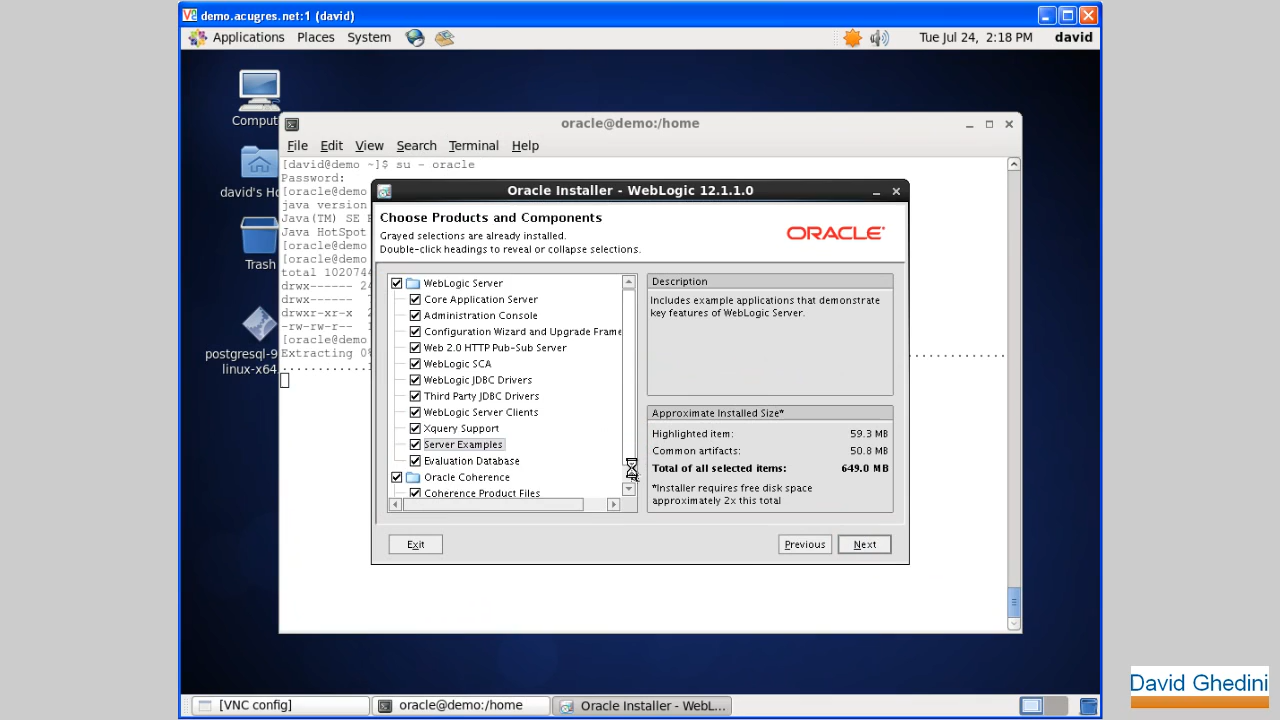 demo.acugres.net:1 (david)
Applications Places System
Tue Jul 24, 2:18 PM david
Comput
david's Ho
Trash
postgresql-9
linux-x64
oracle@demo:/home
File Edit View Search Terminal Help
[david@demo ~]$ su - oracle
Password:
[oracle@demo
java version
Java(TM) SE
Java HotSpot
[oracle@demo
[oracle@demo
total 1020744
drwx------ 24
drwx------
drwxr-xr-x 2
-rw-rw-r-- 1
[oracle@demo
Extracting 0%
Oracle Installer - WebLogic 12.1.1.0
Choose Products and Components
Grayed selections are already installed.
Double-click headings to reveal or collapse selections.
ORACLE
WebLogic Server
Core Application Server
Administration Console
Configuration Wizard and Upgrade Frame
Web 2.0 HTTP Pub-Sub Server
WebLogic SCA
WebLogic JDBC Drivers
Third Party JDBC Drivers
WebLogic Server Clients
Xquery Support
Server Examples
Evaluation Database
Oracle Coherence
Coherence Product Files
Description
Includes example applications that demonstrate
key features of WebLogic Server.
Approximate Installed Size*
Highlighted item: 59.3 MB
Common artifacts: 50.8 MB
Total of all selected items: 649.0 MB
*Installer requires free disk space
approximately 2x this total
Exit
Previous
Next
[VNC config]
oracle@demo:/home
Oracle Installer - WebL...
David Ghedini